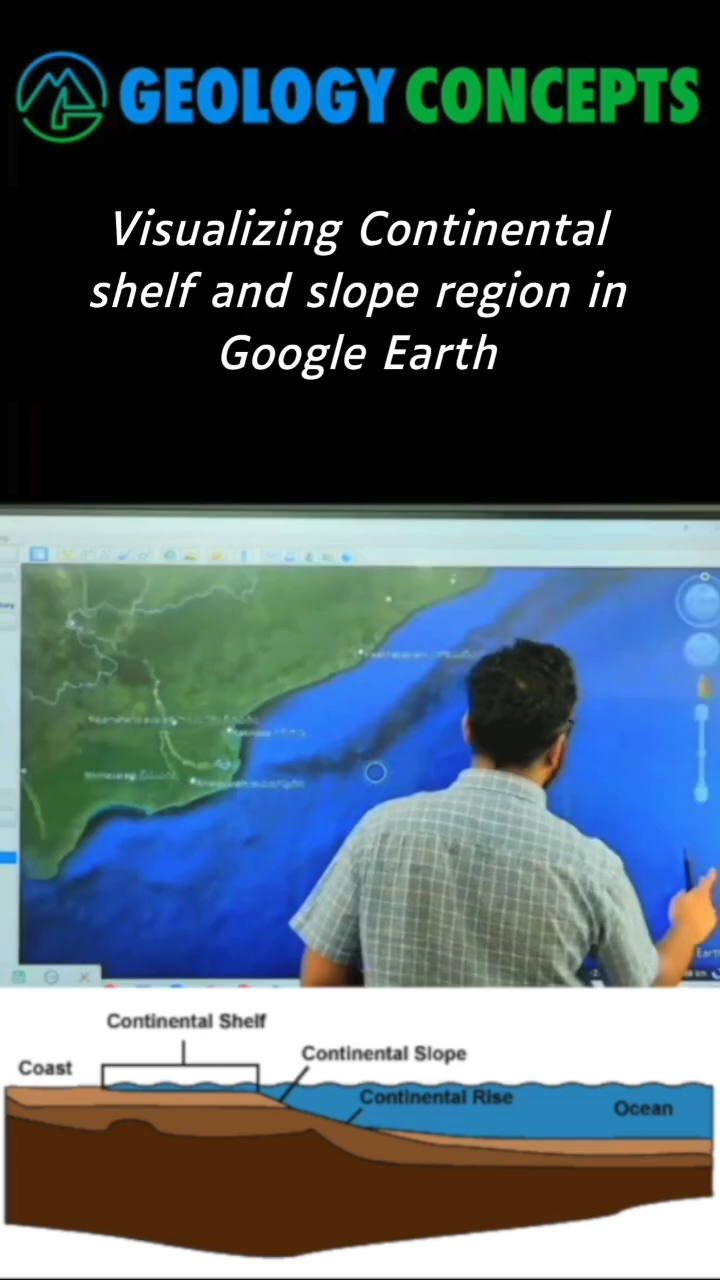 GEOLOGY CONCEPTS
Visualizing Continental
shelf and slope region in
Google Earth
Earth
Continental Shelf
Continental Slope
Coast
Continental Rise
Ocean